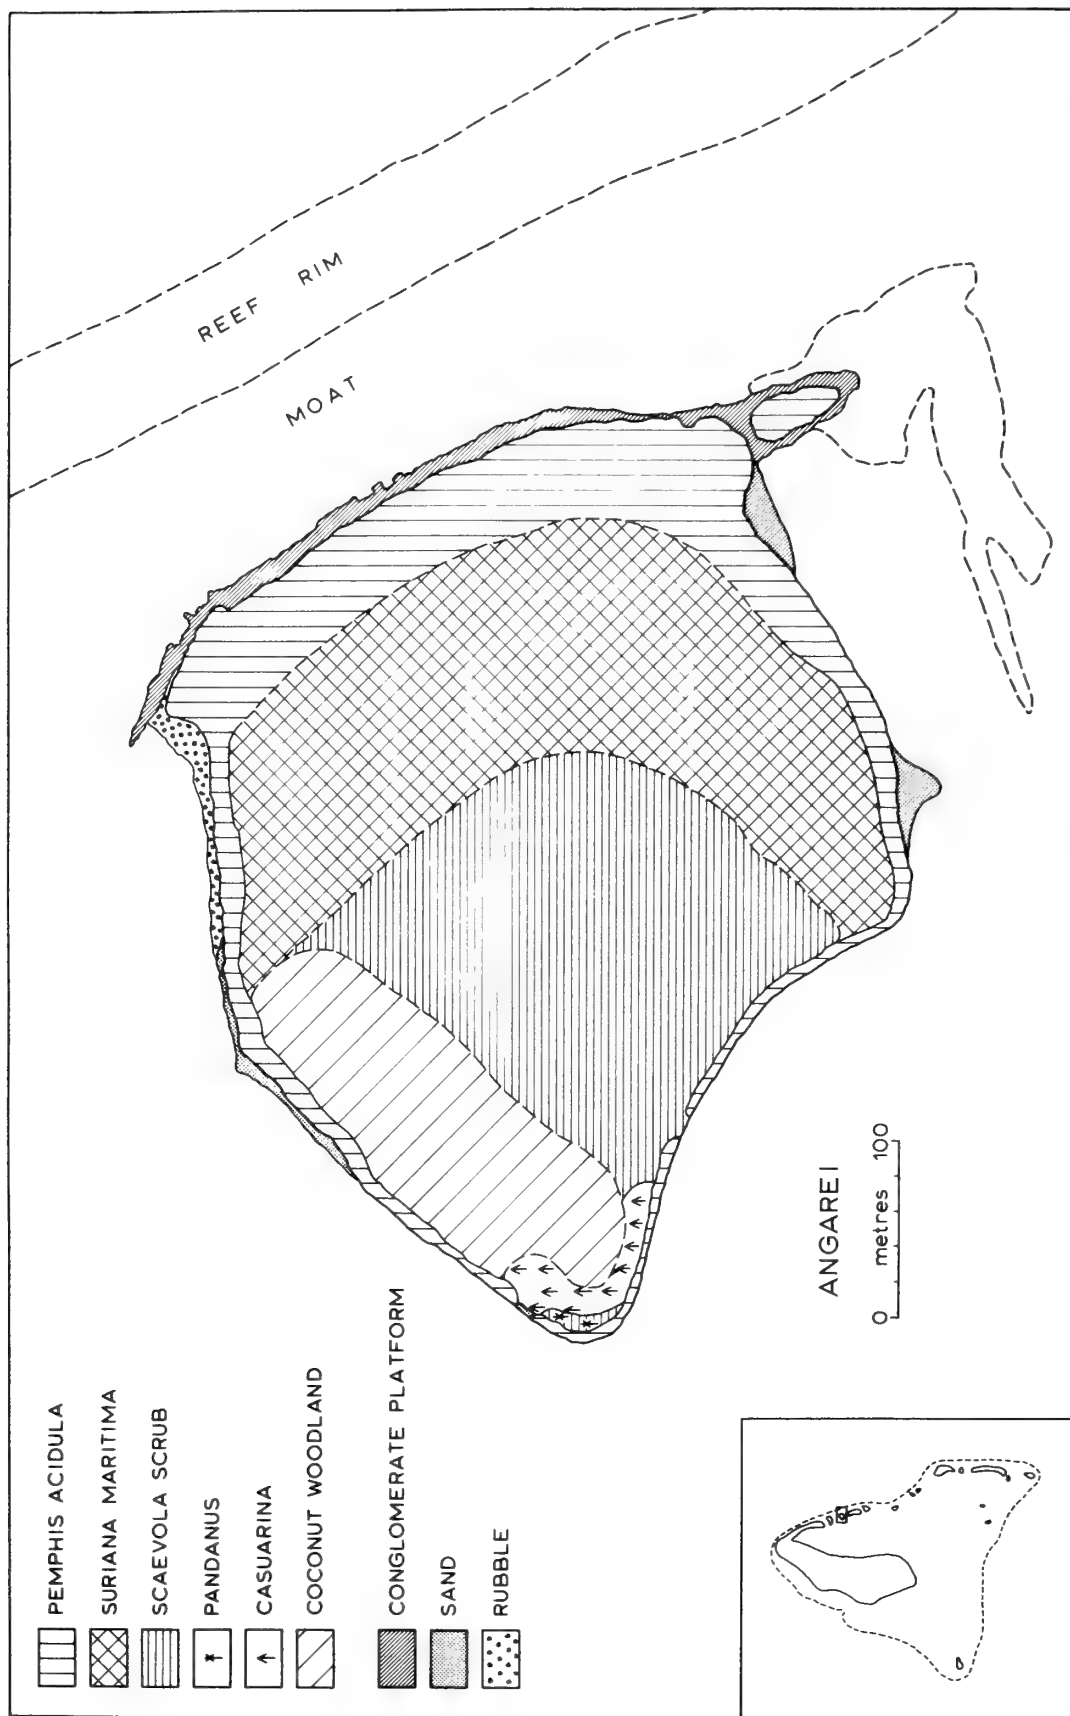 PEMPHIS ACIDULA
SURIANA MARITIMA
SCAEVOLA SCRUB
PANDANUS
CASUARINA
COCONUT WOODLAND
CONGLOMERATE PLATFORM
SAND
RUBBLE
REEF RIM
MOAT
ANGAREI
0 metres 100